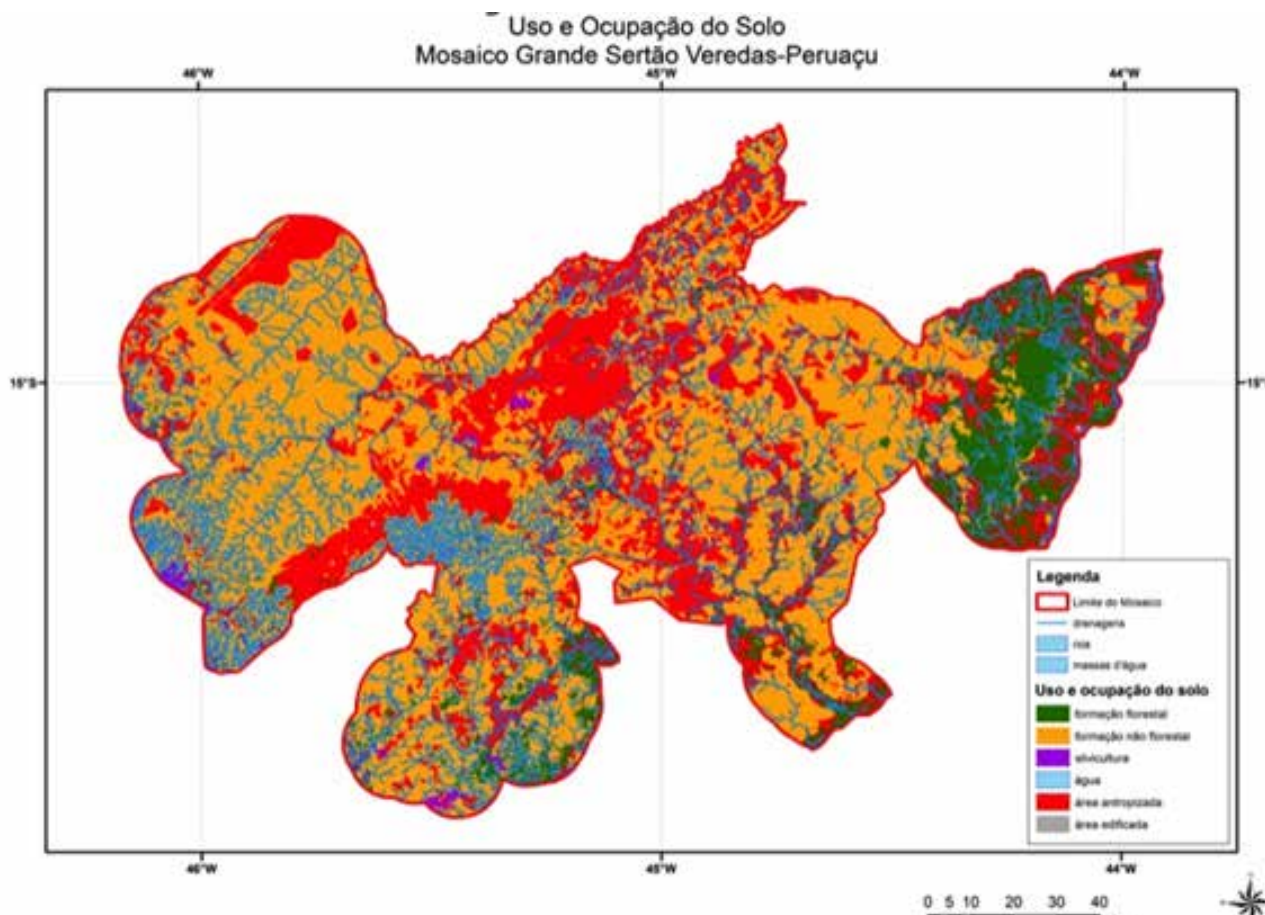 Uso e Ocupação do Solo
Mosaico Grande Sertão Veredas-Peruaçu
46°W 45°W 44°W
15°S 15°
Legenda
Limite do Mosaico
drenagens
rios
massas d'água
Uso e ocupação do solo
formação florestal
formação não florestal
silvicultura
água
área antropizada
área edificada
46°W 45°W 44°W
0 5 10 20 30 40